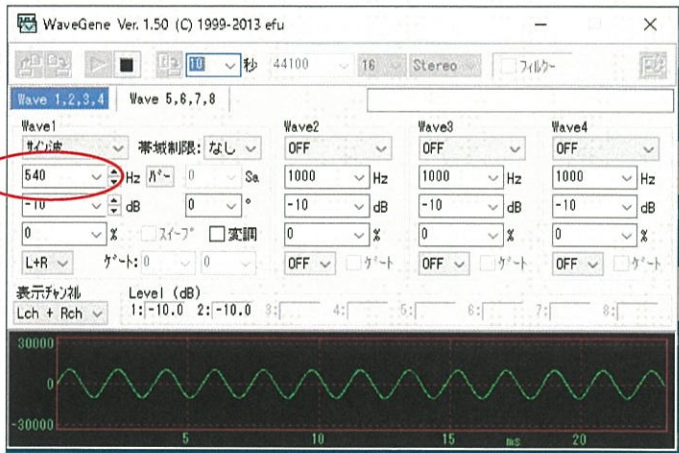 WaveGene Ver. 1.50 (C) 1999-2013 efu
10 秒 44100 16 Stereo フィルター
Wave 1,2,3,4 Wave 5,6,7,8
Wave1 Wave2 Wave3 Wave4
サイン波 帯域制限: なし OFF OFF OFF
540 Hz バー 0 Sa 1000 Hz 1000 Hz 1000 Hz
-10 dB 0 ° -10 dB -10 dB -10 dB
0 % スイープ 変調 0 % 0 % 0 %
L+R ゲート: 0 0 OFF ゲート OFF ゲート OFF ゲート
表示チャンネル Level (dB)
Lch + Rch 1: -10.0 2: -10.0 3: 4: 5: 6: 7: 8:
30000
0
-30000
5 10 15 ms 20